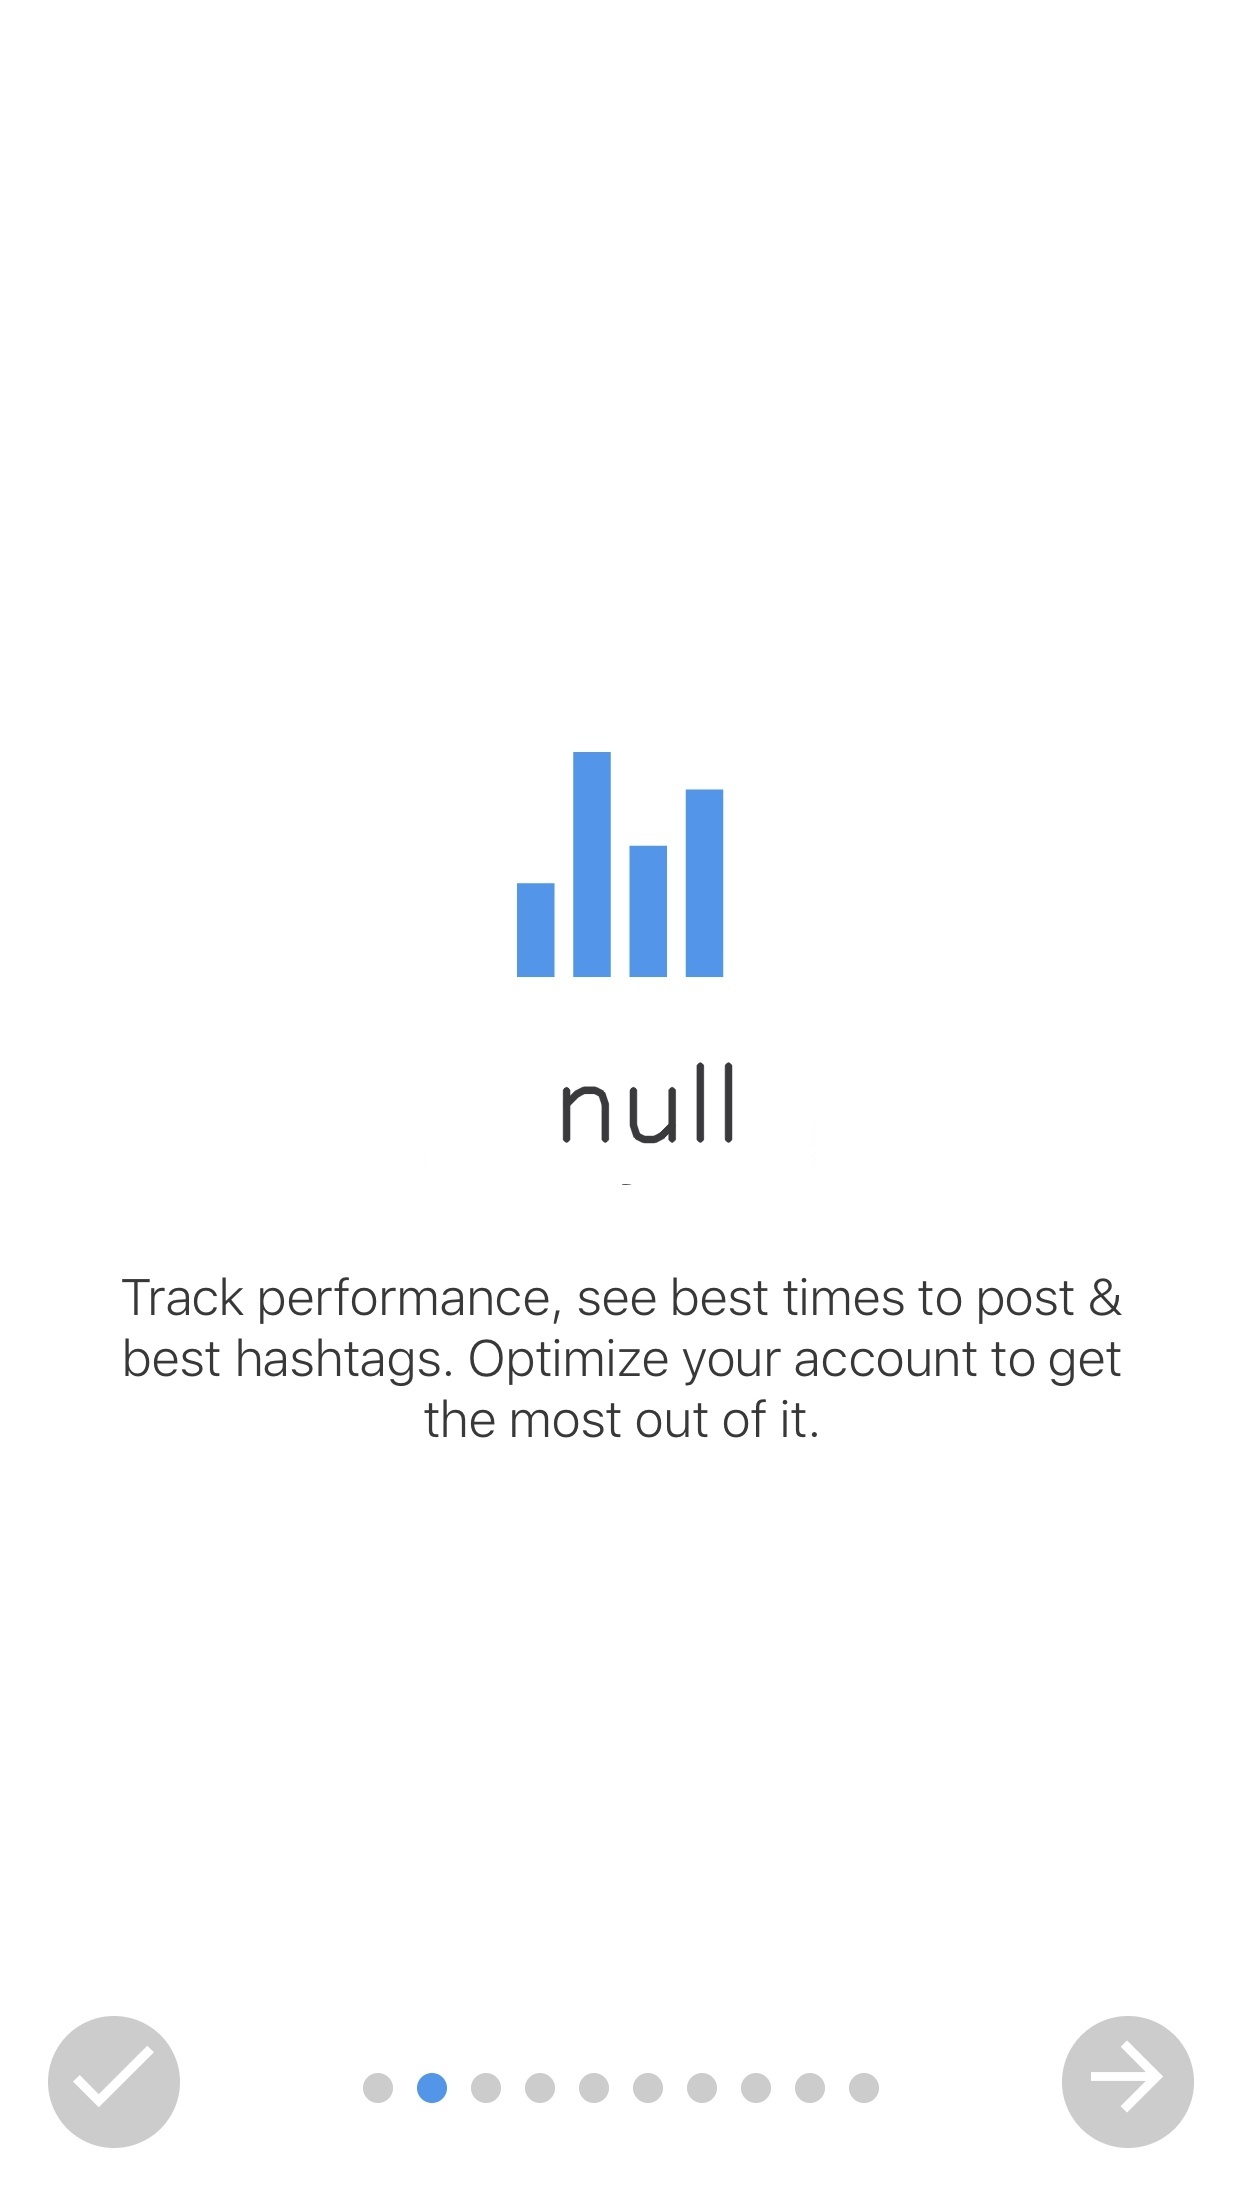 null
Track performance, see best times to post &
best hashtags. Optimize your account to get
the most out of it.